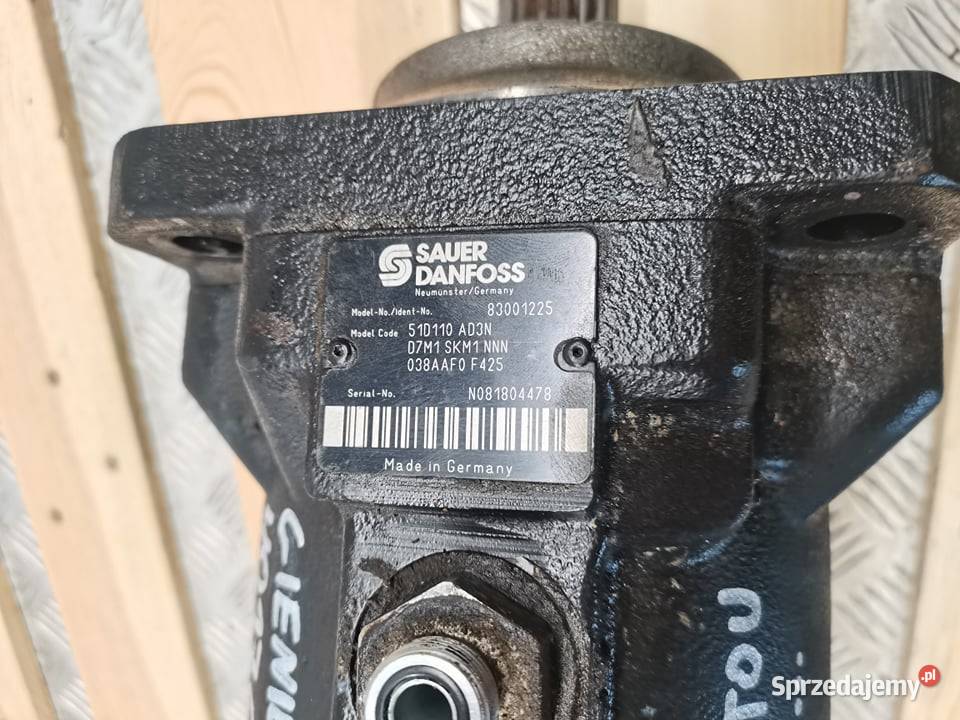 SAUER
DANFOSS
Neumünster/Germany
Model-No./Ident-No. 83001225
Model Code 51D110 AD3N
D7M1 SKM1 NNN
038AAF0 F425
Serial-No. N081804478
Made in Germany
TOU
Sprzedajemy.pl